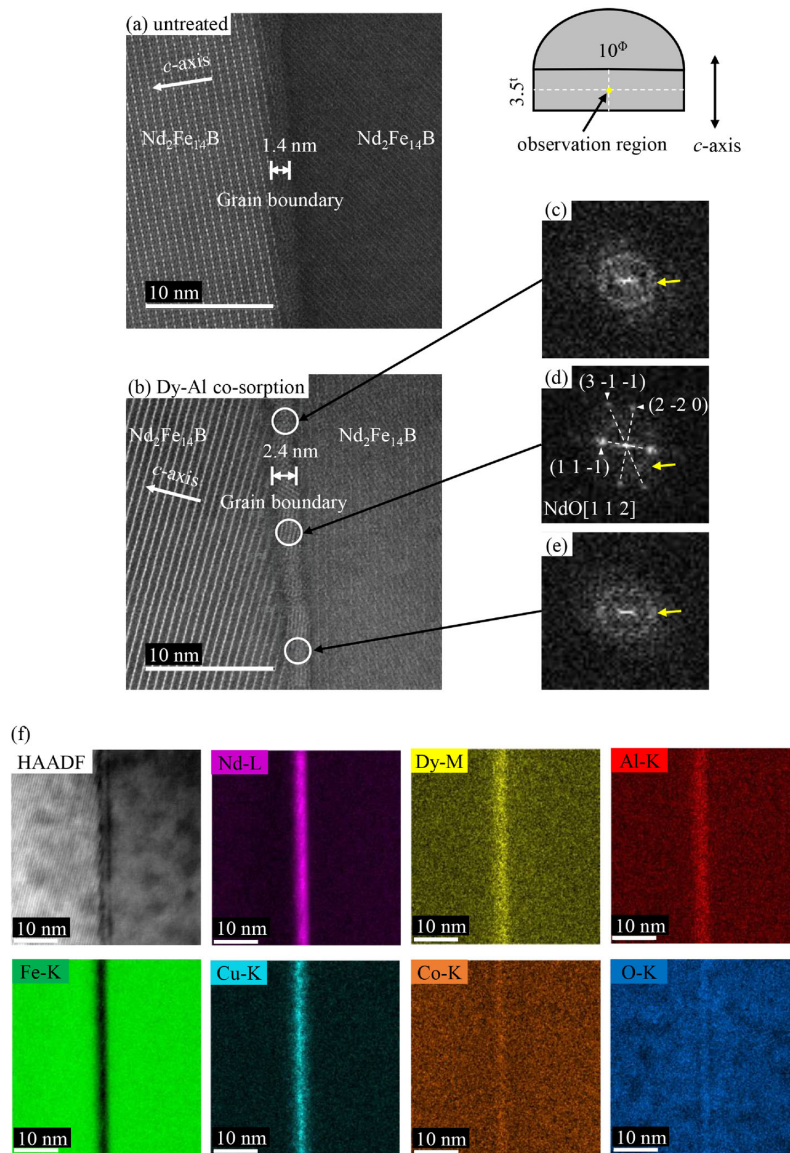 (a) untreated
c-axis
Nd₂Fe₁₄B
1.4 nm
Nd₂Fe₁₄B
Grain boundary
10 nm
10ᶲ
3.5ᵗ
observation region
c-axis
(b) Dy-Al co-sorption
Nd₂Fe₁₄B
2.4 nm
Nd₂Fe₁₄B
c-axis
Grain boundary
10 nm
(c)
(d)
(3 -1 -1)
(2 -2 0)
(1 1 -1)
NdO[1 1 2]
(e)
(f)
HAADF
Nd-L
Dy-M
Al-K
10 nm
10 nm
10 nm
10 nm
Fe-K
Cu-K
Co-K
O-K
10 nm
10 nm
10 nm
10 nm